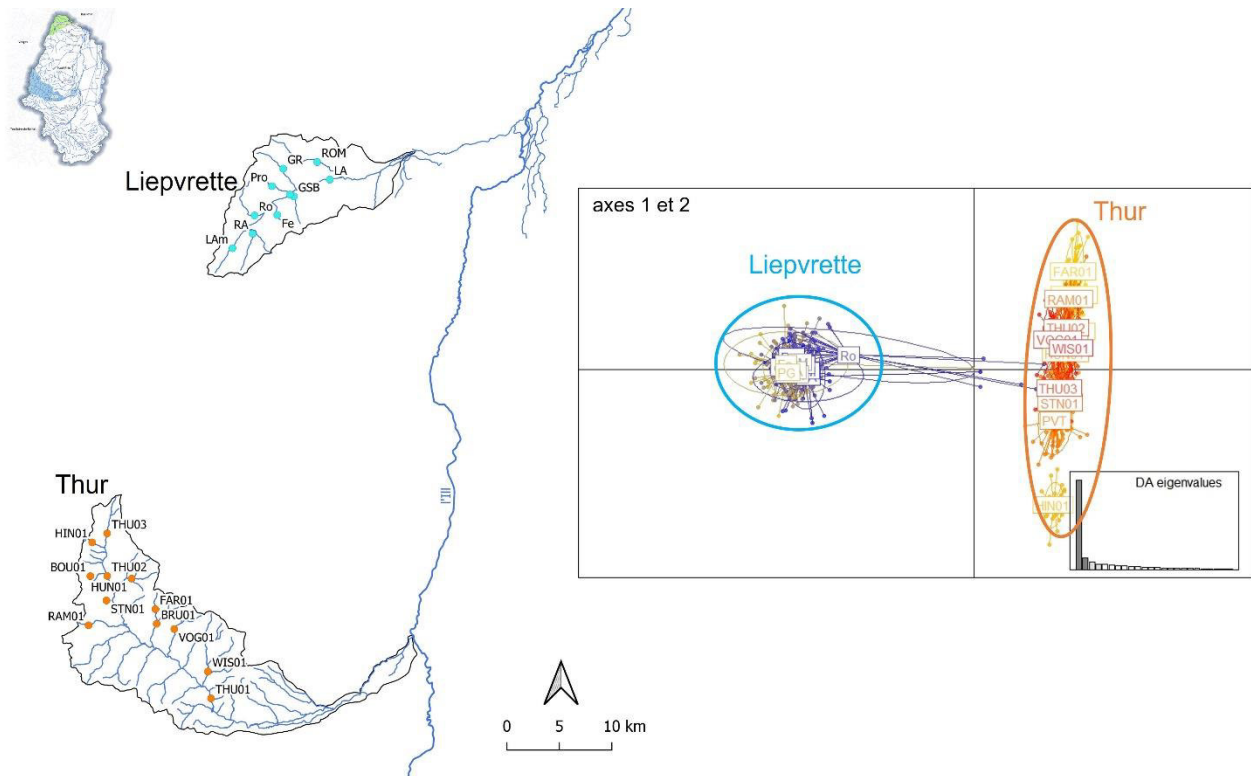 Liepvrette
GR
ROM
LA
Pro
GSB
Ro
Fe
RA
LAm
Thur
THU03
HIN01
BOU01
THU02
HUN01
STN01
FAR01
RAM01
BRU01
VOG01
WIS01
THU01
0 5 10 km
axes 1 et 2
Liepvrette
Thur
Ro
PG
FAR01
RAM01
THU02
VOG01
WIS01
THU03
STN01
PVT
HIN01
DA eigenvalues